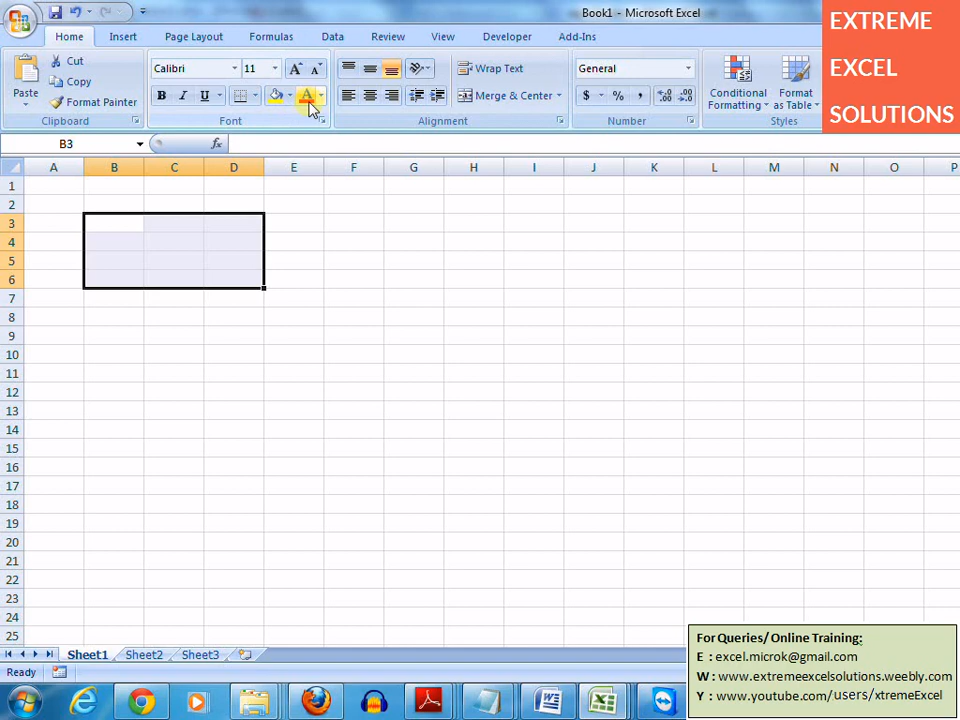 Book1 - Microsoft Excel
EXTREME
EXCEL
SOLUTIONS
Home Insert Page Layout Formulas Data Review View Developer Add-Ins
Paste
Cut
Copy
Format Painter
Clipboard
Calibri 11
B I U
Font
Wrap Text
Merge & Center
Alignment
General
$ % ,
Number
Conditional Formatting
Format as Table
Styles
B3 fx
A B C D E F G H I J K L M N O P
1
2
3
4
5
6
7
8
9
10
11
12
13
14
15
16
17
18
19
20
21
22
23
24
25
Sheet1 Sheet2 Sheet3
Ready
For Queries/ Online Training:
E : excel.microk@gmail.com
W : www.extremeexcelsolutions.weebly.com
Y : www.youtube.com/users/xtremeExcel